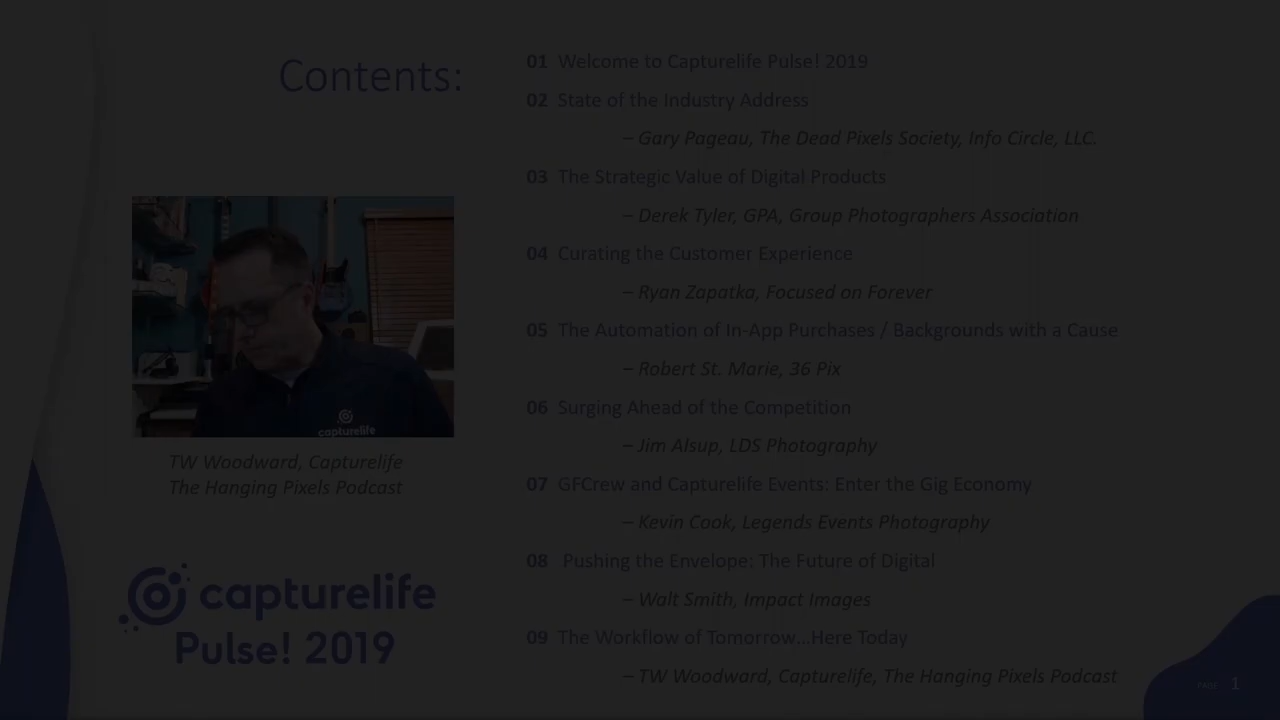 Contents:
01 Welcome to Capturelife Pulse! 2019
02 State of the Industry Address
– Gary Pageau, The Dead Pixels Society, Info Circle, LLC.
03 The Strategic Value of Digital Products
– Derek Tyler, GPA, Group Photographers Association
04 Curating the Customer Experience
– Ryan Zapatka, Focused on Forever
05 The Automation of In-App Purchases / Backgrounds with a Cause
– Robert St. Marie, 36 Pix
06 Surging Ahead of the Competition
– Jim Alsup, LDS Photography
07 GFCrew and Capturelife Events: Enter the Gig Economy
– Kevin Cook, Legends Events Photography
08 Pushing the Envelope: The Future of Digital
– Walt Smith, Impact Images
09 The Workflow of Tomorrow...Here Today
– TW Woodward, Capturelife, The Hanging Pixels Podcast
capturelife
TW Woodward, Capturelife
The Hanging Pixels Podcast
capturelife
Pulse! 2019
PAGE 1